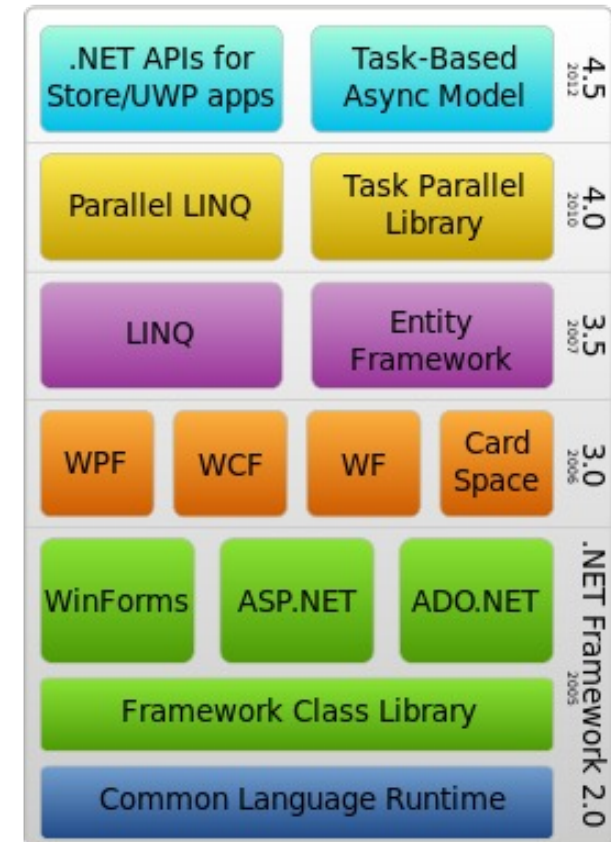 .NET APIs for
Store/UWP apps
Task-Based
Async Model
4.5
2012
Parallel LINQ
Task Parallel
Library
4.0
2010
LINQ
Entity
Framework
3.5
2007
WPF
WCF
WF
Card
Space
3.0
2006
WinForms
ASP.NET
ADO.NET
Framework Class Library
Common Language Runtime
.NET Framework 2.0
2005